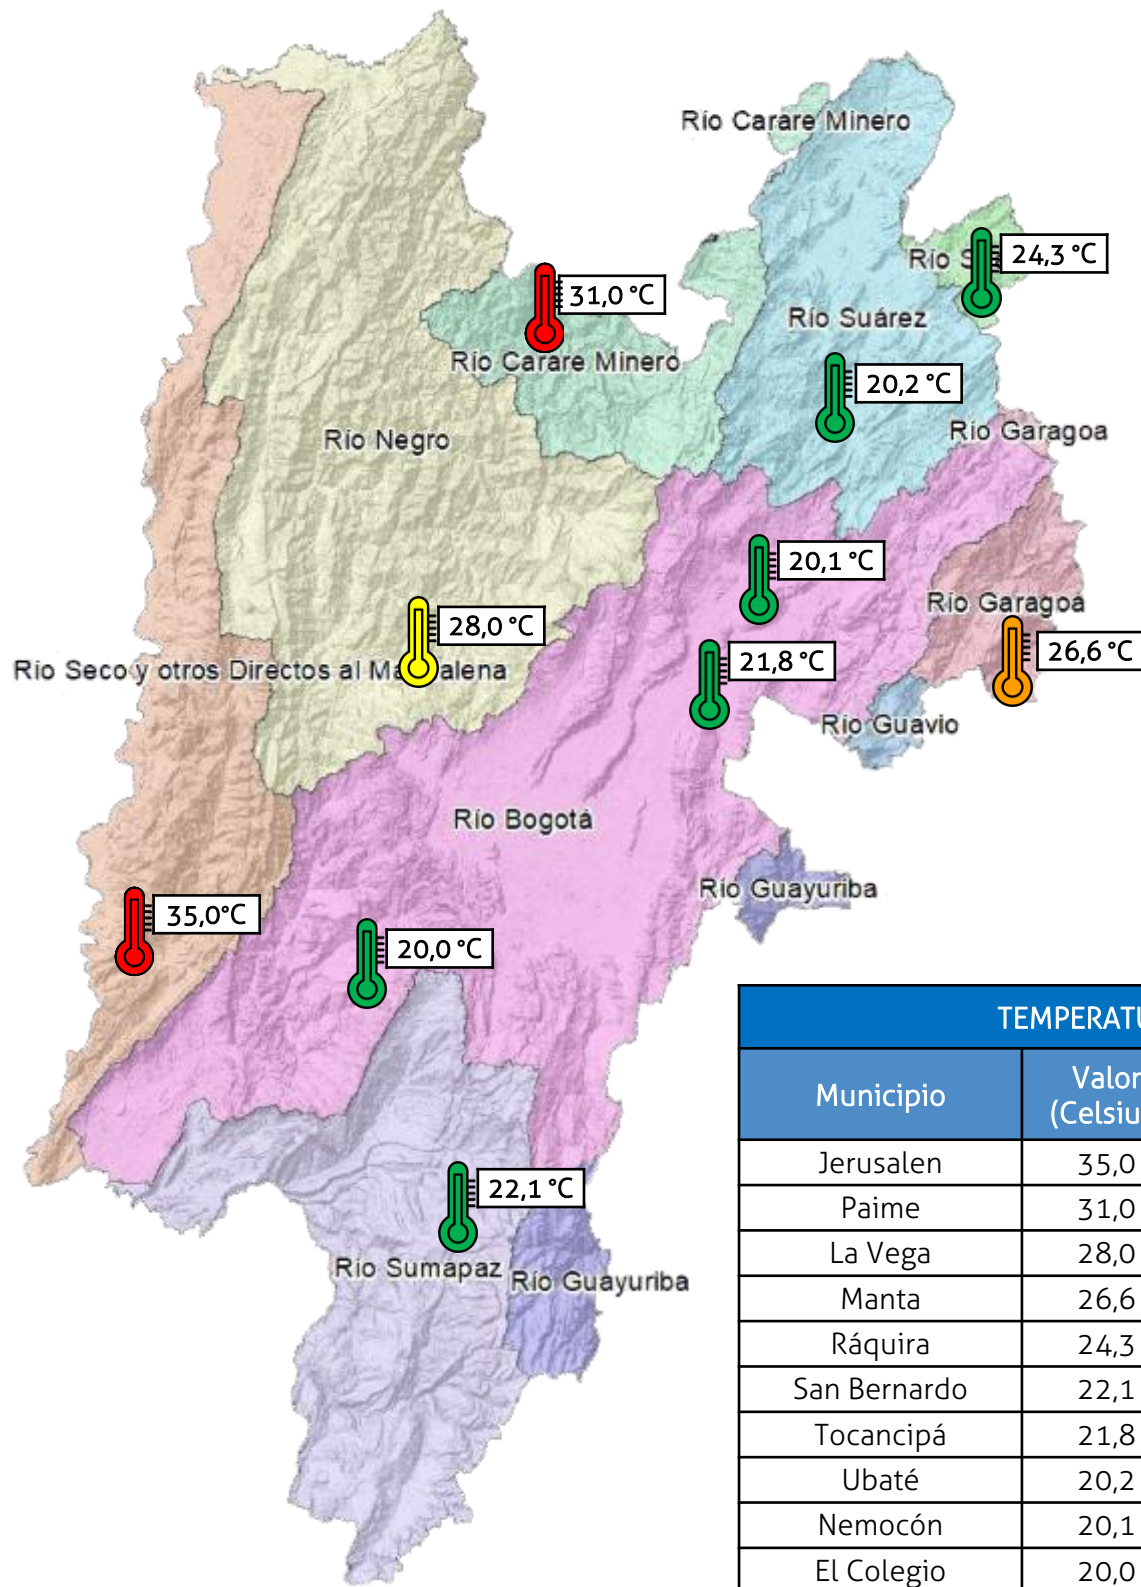 Río Carare Minero
24,3 °C
Río S
31,0 °C
Río Suárez
Río Carare Minero
20,2 °C
Río Negro
Río Garagoa
20,1 °C
Río Garagoa
28,0 °C
26,6 °C
21,8 °C
Río Seco y otros Directos al Ma alena
Río Guavio
Río Bogotá
Río Guayuriba
35,0°C
20,0 °C
22,1 °C
Río Sumapaz
Río Guayuriba
TEMPERATU
Municipio Valor
(Celsiu
Jerusalen 35,0
Paime 31,0
La Vega 28,0
Manta 26,6
Ráquira 24,3
San Bernardo 22,1
Tocancipá 21,8
Ubaté 20,2
Nemocón 20,1
El Colegio 20,0